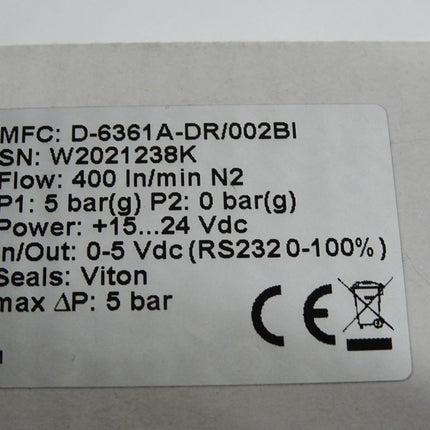 MFC: D-6361A-DR/002BI
SN: W2021238K
Flow: 400 ln/min N2
P1: 5 bar(g) P2: 0 bar(g)
Power: +15...24 Vdc
In/Out: 0-5 Vdc (RS232 0-100%)
Seals: Viton
max ΔP: 5 bar
CE